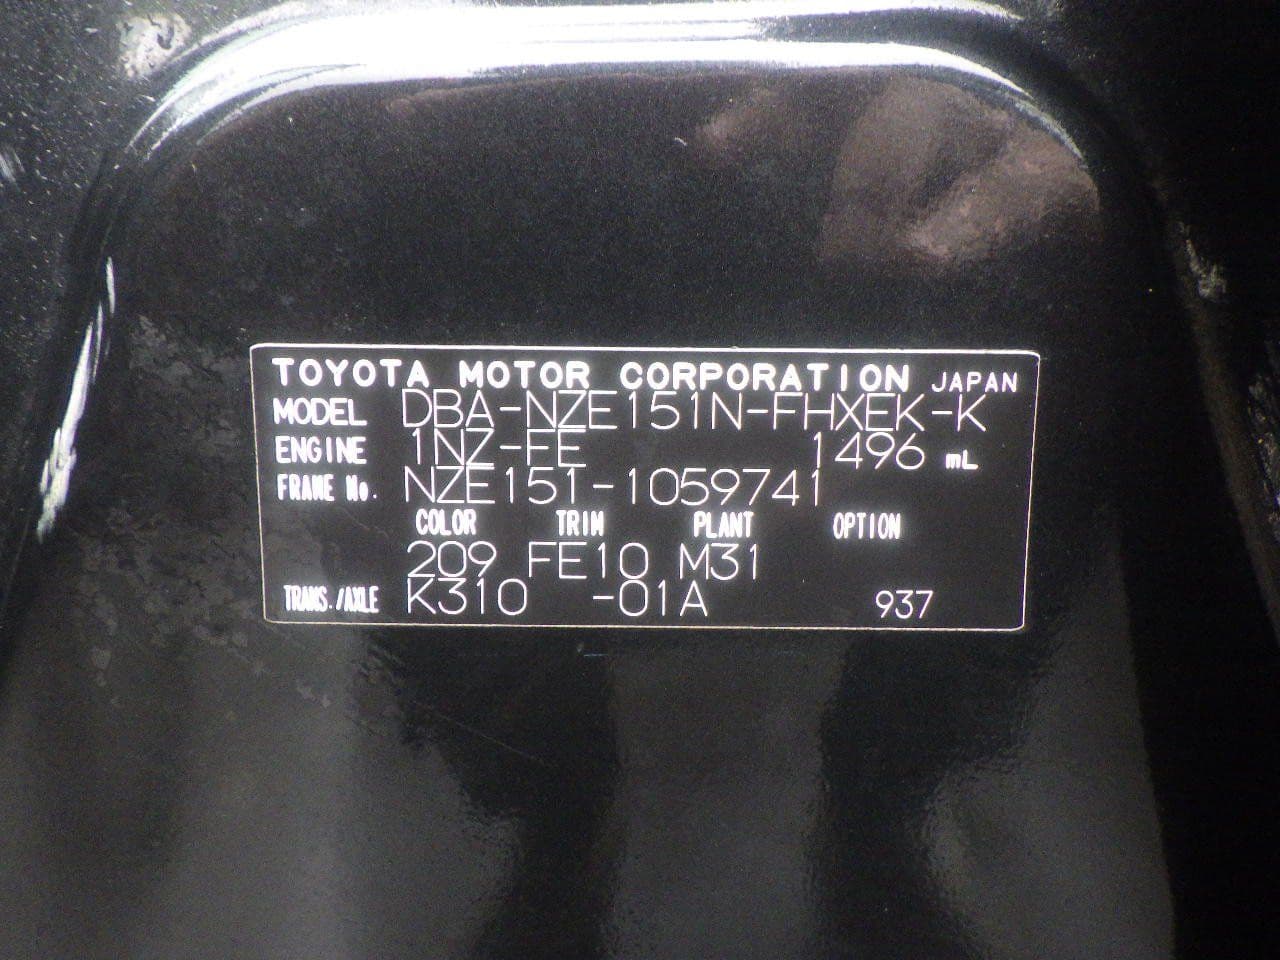 TOYOTA MOTOR CORPORATION JAPAN
MODEL DBA-NZE151N-FHXEK-K
ENGINE 1NZ-FE 1496 mL
FRAME No. NZE151-1059741
COLOR TRIM PLANT OPTION
209 FE10 M31
TRANS./AXLE K310 -01A 937